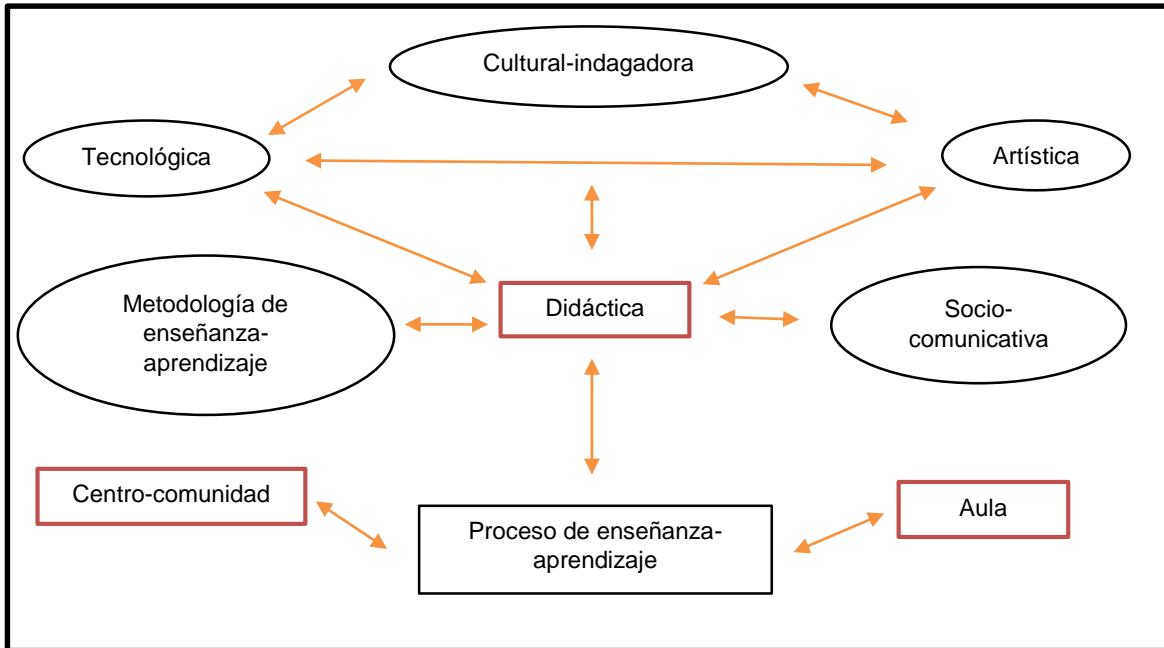 Cultural-indagadora
Tecnológica
Artística
Metodología de
enseñanza-
aprendizaje
Didáctica
Socio-
comunicativa
Centro-comunidad
Proceso de enseñanza-
aprendizaje
Aula